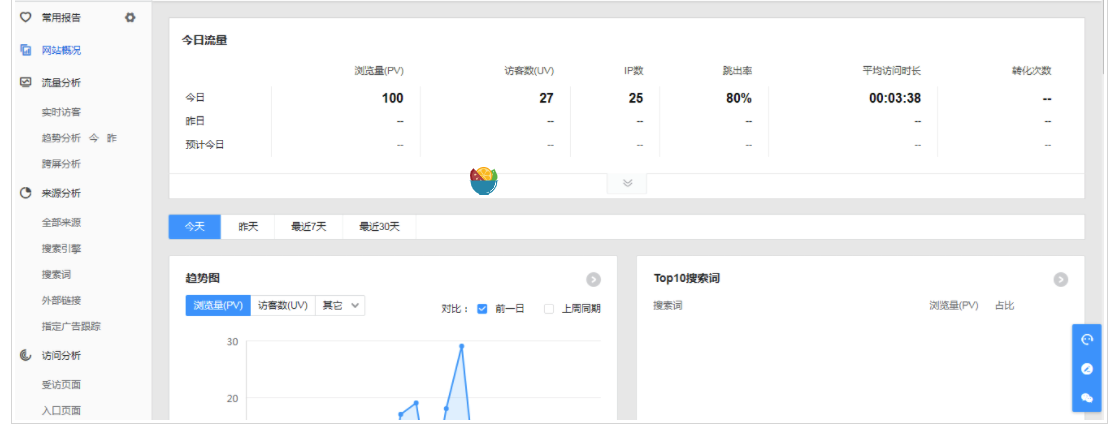 常用报告
网站概况
流量分析
实时访客
趋势分析 今 昨
跨屏分析
来源分析
全部来源
搜索引擎
搜索词
外部链接
指定广告跟踪
访问分析
受访页面
入口页面
今日流量
浏览量(PV) 访客数(UV) IP数 跳出率 平均访问时长 转化次数
今日 100 27 25 80% 00:03:38 --
昨日 -- -- -- -- -- --
预计今日 -- -- -- -- -- --
今天 昨天 最近7天 最近30天
趋势图
浏览量(PV) 访客数(UV) 其它 对比： 前一日 上周同期
30
20
Top10搜索词
搜索词 浏览量(PV) 占比